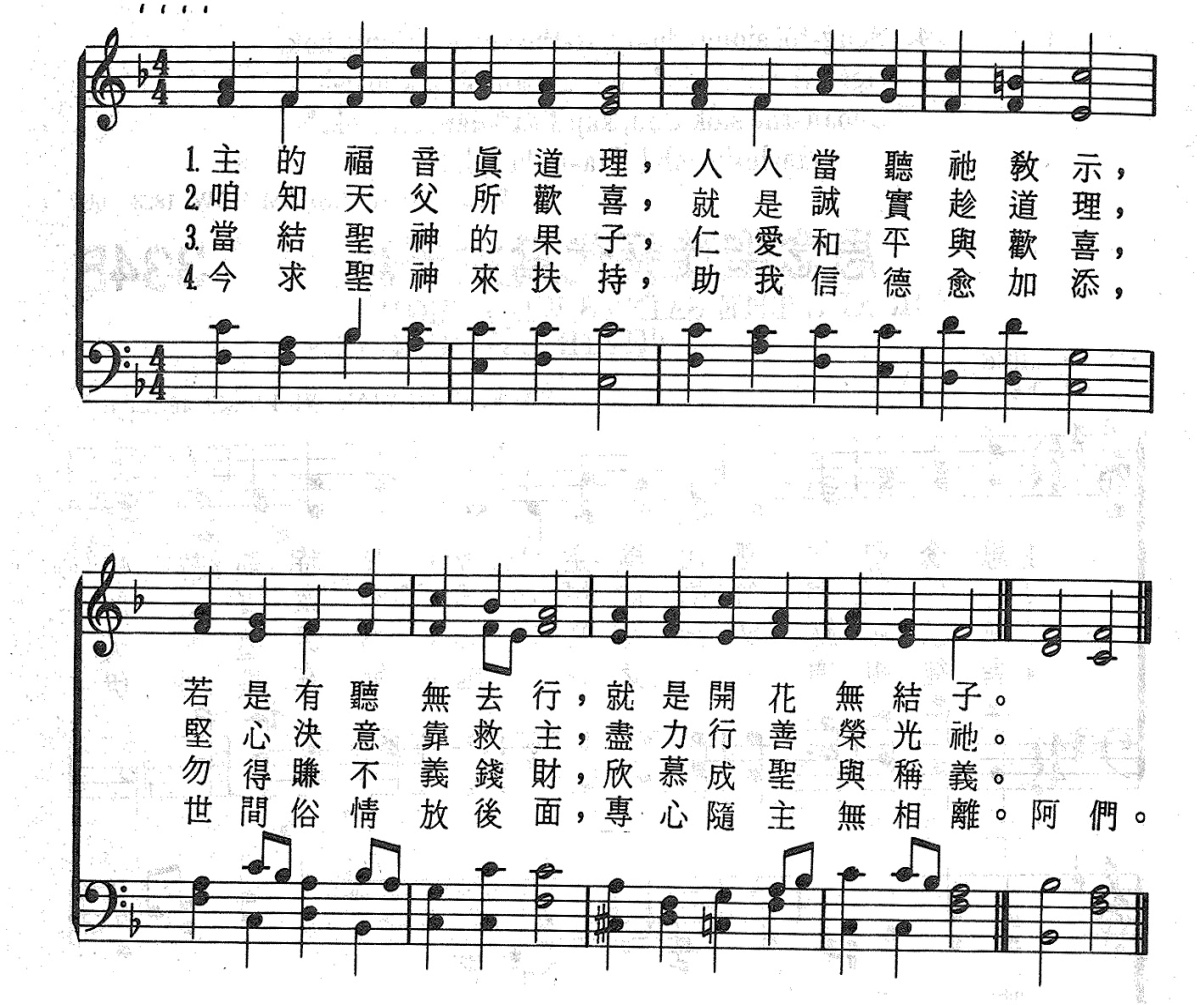 1.主的福音眞道理，人人當聽祂教示，
2.咱知天父所歡喜，就是誠實趁道理，
3.當結聖神的果子，仁愛和平與歡喜，
4.今求聖神來扶持，助我信德愈加添，
若是有聽無去行，就是開花無結子。
堅心決意靠救主，盡力行善榮光祂。
勿得賺不義錢財，欣慕成聖與稱義。
世間俗情放後面，專心隨主無相離。阿們。